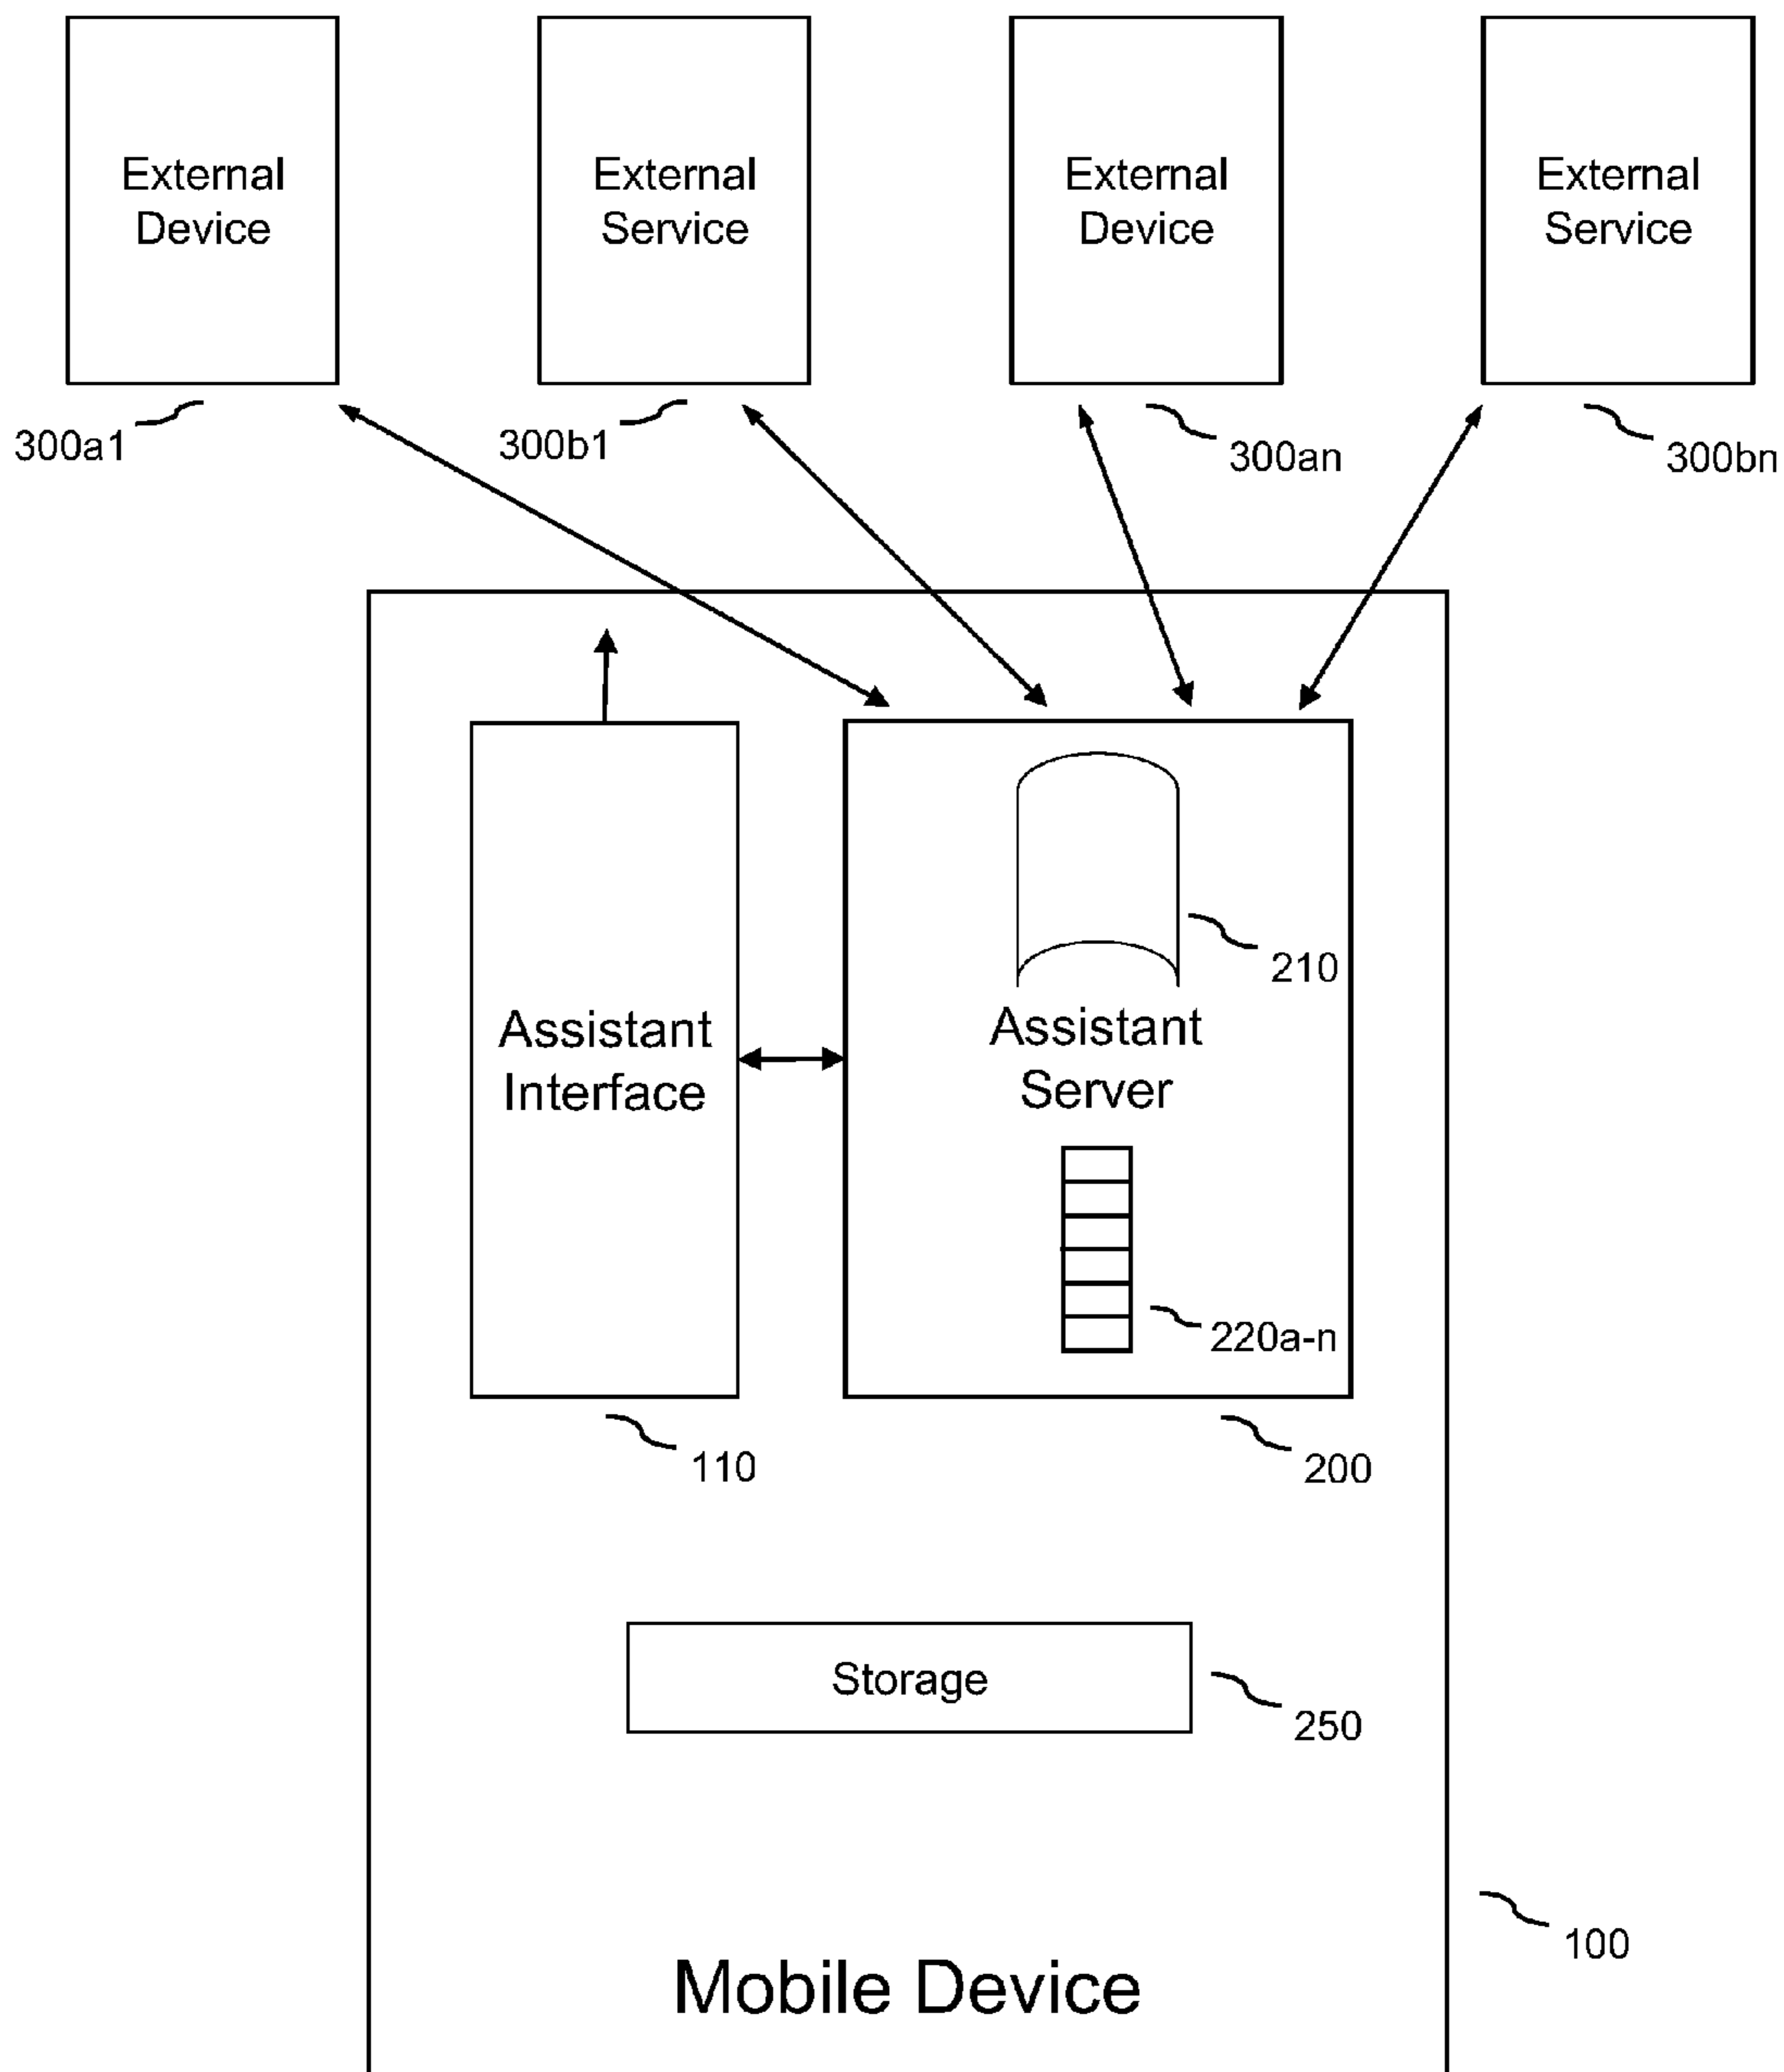 External
Device
External
Service
External
Device
External
Service
300a1
300b1
300an
300bn
210
Assistant
Interface
Assistant
Server
220a-n
110
200
Storage
250
100
Mobile Device